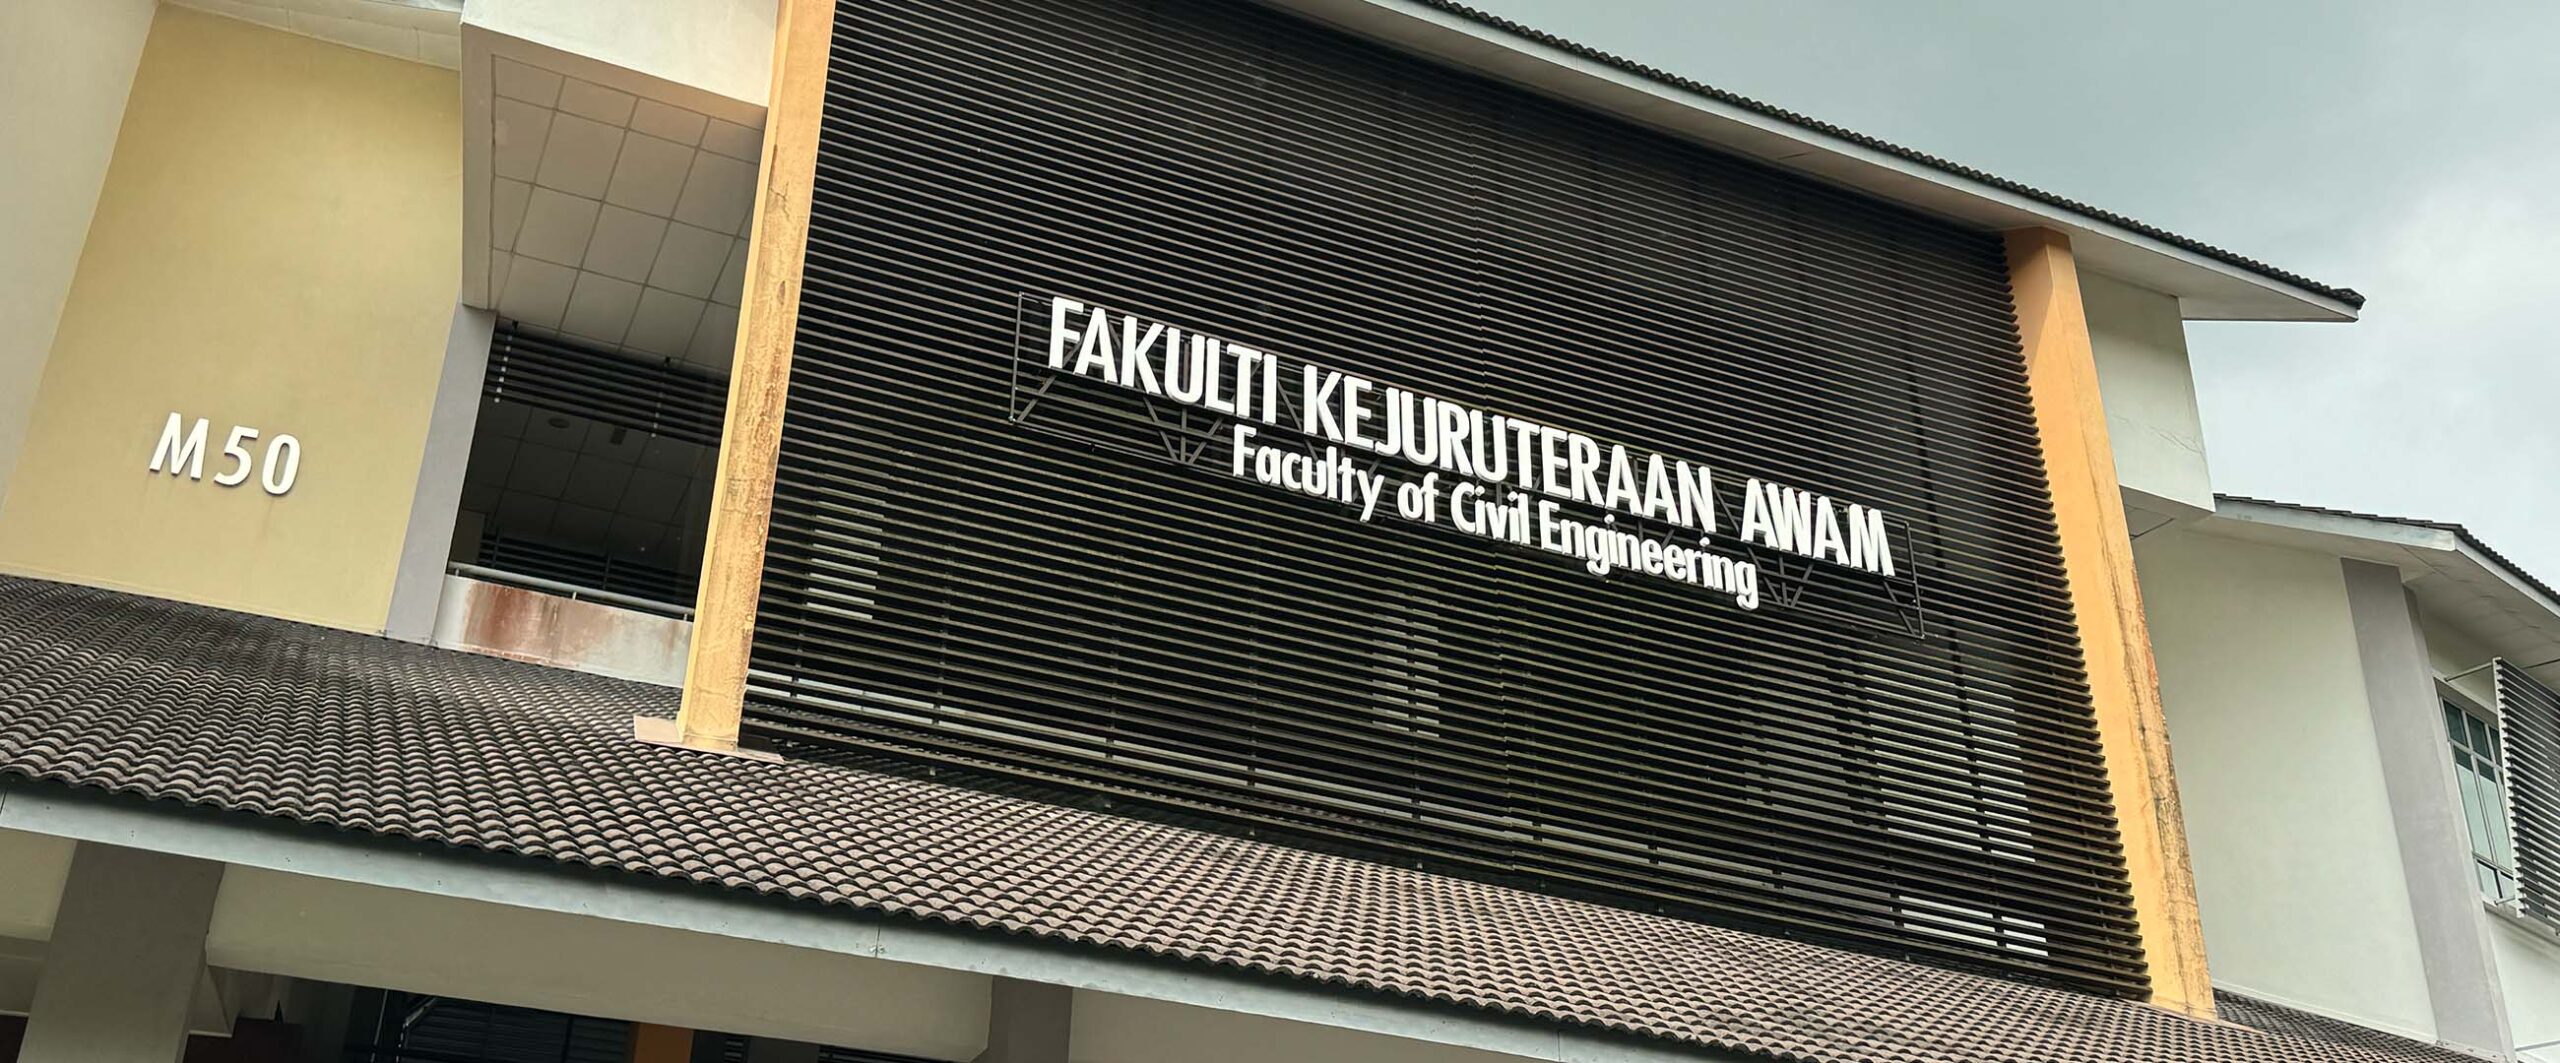 M50
FAKULTI KEJURUTERAAN AWAM
Faculty of Civil Engineering